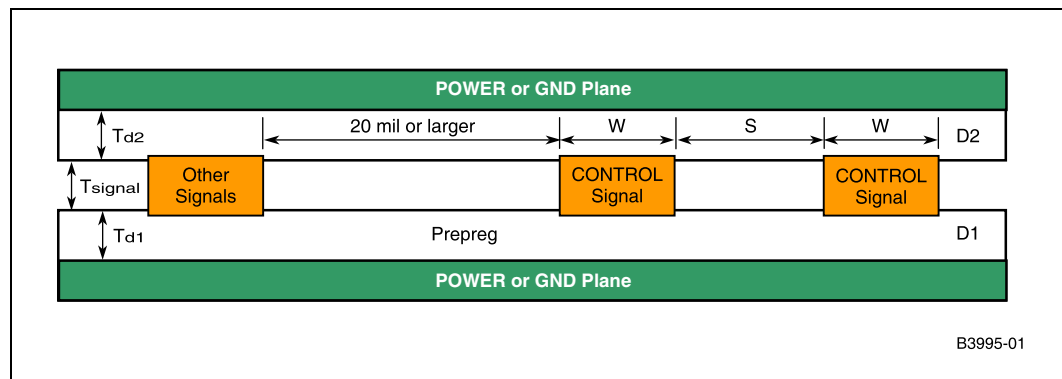 POWER or GND Plane
Td2
20 mil or larger
W
S
W
D2
Tsignal
Other
Signals
CONTROL
Signal
CONTROL
Signal
Td1
Prepreg
D1
POWER or GND Plane
B3995-01